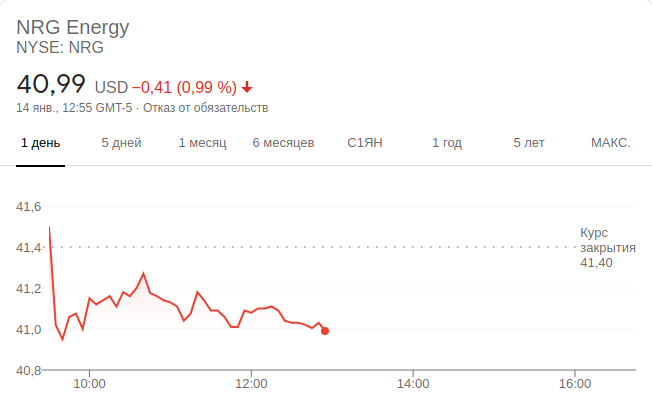 NRG Energy
NYSE: NRG
40,99 USD −0,41 (0,99 %)
14 янв., 12:55 GMT-5 · Отказ от обязательств
1 день 5 дней 1 месяц 6 месяцев С1ЯН 1 год 5 лет МАКС.
41,6
41,4
41,2
41,0
40,8
Курс
закрытия
41,40
10:00 12:00 14:00 16:00